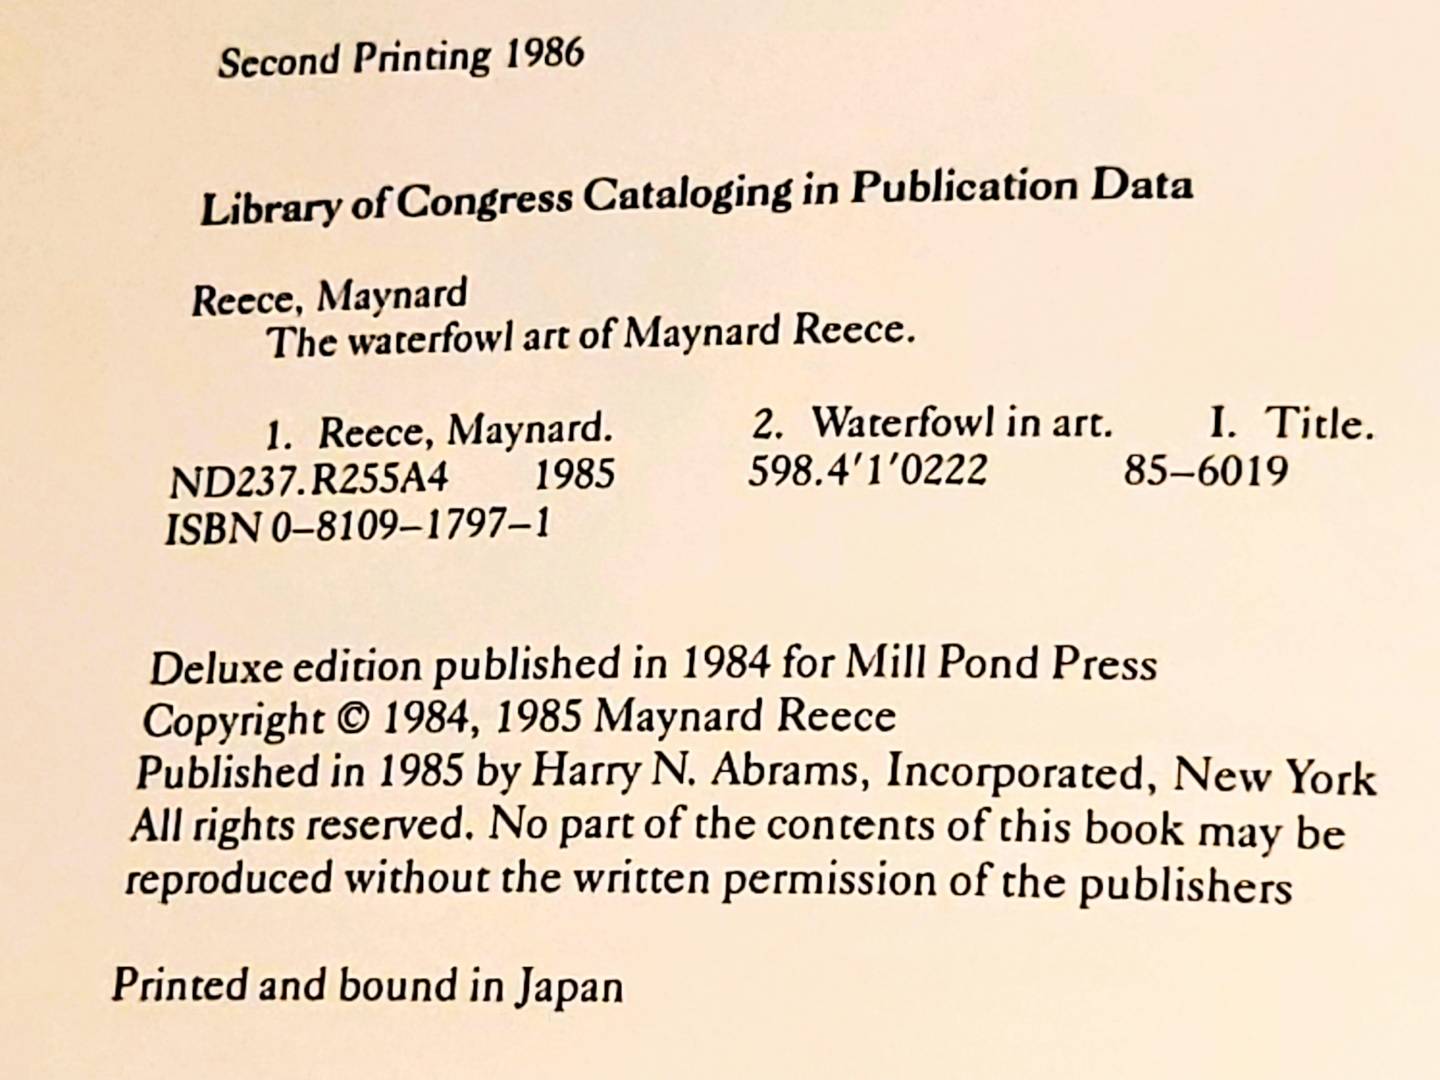 Second Printing 1986
Library of Congress Cataloging in Publication Data
Reece, Maynard
The waterfowl art of Maynard Reece.
1. Reece, Maynard. 2. Waterfowl in art. I. Title.
ND237.R255A4 1985 598.4′1′0222 85–6019
ISBN 0–8109–1797–1
Deluxe edition published in 1984 for Mill Pond Press
Copyright © 1984, 1985 Maynard Reece
Published in 1985 by Harry N. Abrams, Incorporated, New York
All rights reserved. No part of the contents of this book may be
reproduced without the written permission of the publishers
Printed and bound in Japan